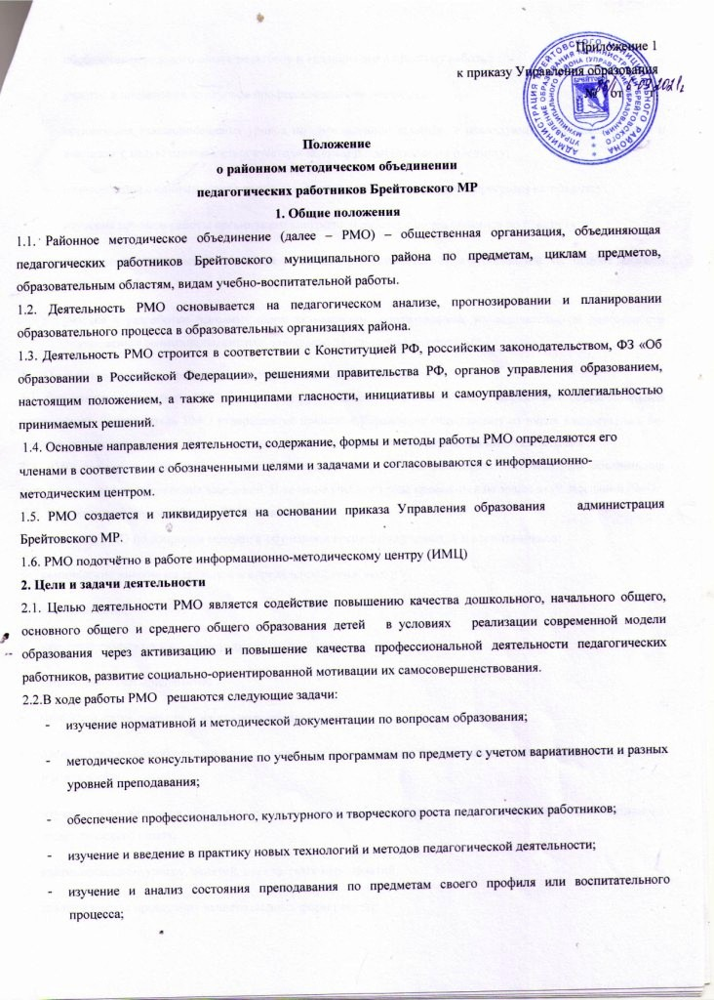 Приложение 1
к приказу Управления образования
№ от г
Положение
о районном методическом объединении
педагогических работников Брейтовского МР
1. Общие положения
1.1. Районное методическое объединение (далее – РМО) – общественная организация, объединяющая
педагогических работников Брейтовского муниципального района по предметам, циклам предметов,
образовательным областям, видам учебно-воспитательной работы.
1.2. Деятельность РМО основывается на педагогическом анализе, прогнозировании и планировании
образовательного процесса в образовательных организациях района.
1.3. Деятельность РМО строится в соответствии с Конституцией РФ, российским законодательством, ФЗ «Об
образовании в Российской Федерации», решениями правительства РФ, органов управления образованием,
настоящим положением, а также принципами гласности, инициативы и самоуправления, коллегиальностью
принимаемых решений.
1.4. Основные направления деятельности, содержание, формы и методы работы РМО определяются его
членами в соответствии с обозначенными целями и задачами и согласовываются с информационно-
методическим центром.
1.5. РМО создается и ликвидируется на основании приказа Управления образования администрация
Брейтовского МР.
1.6. РМО подотчётно в работе информационно-методическому центру (ИМЦ)
2. Цели и задачи деятельности
2.1. Целью деятельности РМО является содействие повышению качества дошкольного, начального общего,
основного общего и среднего общего образования детей в условиях реализации современной модели
образования через активизацию и повышение качества профессиональной деятельности педагогических
работников, развитие социально-ориентированной мотивации их самосовершенствования.
2.2.В ходе работы РМО решаются следующие задачи:
- изучение нормативной и методической документации по вопросам образования;
- методическое консультирование по учебным программам по предмету с учетом вариативности и разных
уровней преподавания;
- обеспечение профессионального, культурного и творческого роста педагогических работников;
- изучение и введение в практику новых технологий и методов педагогической деятельности;
- изучение и анализ состояния преподавания по предметам своего профиля или воспитательного
процесса;